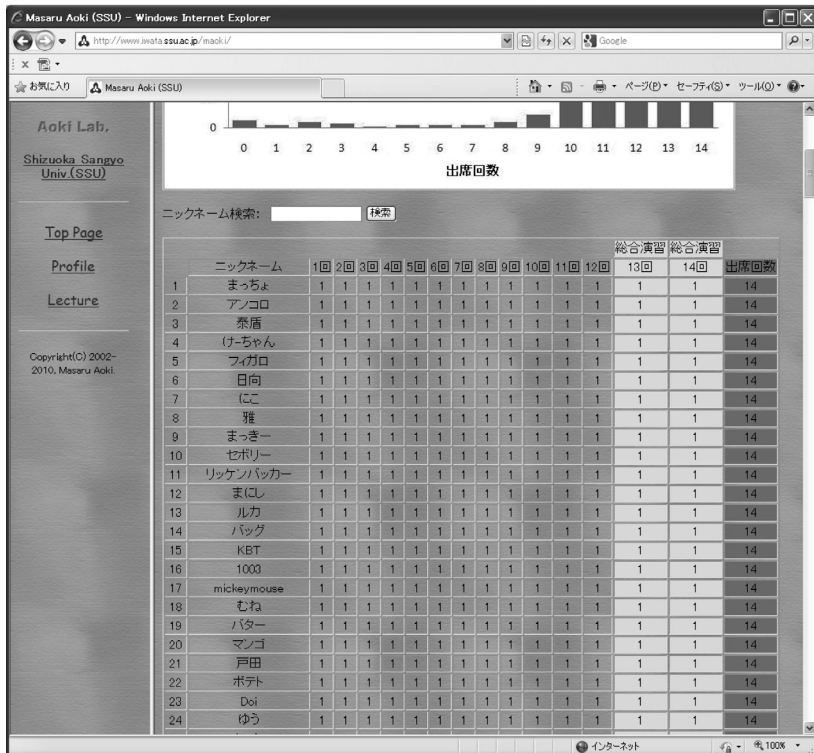 Masaru Aoki (SSU) - Windows Internet Explorer
http://www.iwata.ssu.ac.jp/maoki/
Google
x
お気に入り Masaru Aoki (SSU) ページ(P) セーフティ(S) ツール(O)
Aoki Lab.
Shizuoka Sangyo
Univ.(SSU)
Top Page
Profile
Lecture
Copyright(C) 2002-
2010, Masaru Aoki.
0
0 1 2 3 4 5 6 7 8 9 10 11 12 13 14
出席回数
ニックネーム検索: 検索
総合演習 総合演習
ニックネーム 1回 2回 3回 4回 5回 6回 7回 8回 9回 10回 11回 12回 13回 14回 出席回数
1 まっちょ 1 1 1 1 1 1 1 1 1 1 1 1 1 1 14
2 アンコロ 1 1 1 1 1 1 1 1 1 1 1 1 1 1 14
3 泰盾 1 1 1 1 1 1 1 1 1 1 1 1 1 1 14
4 けーちゃん 1 1 1 1 1 1 1 1 1 1 1 1 1 1 14
5 フィガロ 1 1 1 1 1 1 1 1 1 1 1 1 1 1 14
6 日向 1 1 1 1 1 1 1 1 1 1 1 1 1 1 14
7 にこ 1 1 1 1 1 1 1 1 1 1 1 1 1 1 14
8 雅 1 1 1 1 1 1 1 1 1 1 1 1 1 1 14
9 まっきー 1 1 1 1 1 1 1 1 1 1 1 1 1 1 14
10 セボリー 1 1 1 1 1 1 1 1 1 1 1 1 1 1 14
11 リッケンバッカー 1 1 1 1 1 1 1 1 1 1 1 1 1 1 14
12 まにし 1 1 1 1 1 1 1 1 1 1 1 1 1 1 14
13 ルカ 1 1 1 1 1 1 1 1 1 1 1 1 1 1 14
14 バッグ 1 1 1 1 1 1 1 1 1 1 1 1 1 1 14
15 KBT 1 1 1 1 1 1 1 1 1 1 1 1 1 1 14
16 1003 1 1 1 1 1 1 1 1 1 1 1 1 1 1 14
17 mickeymouse 1 1 1 1 1 1 1 1 1 1 1 1 1 1 14
18 むね 1 1 1 1 1 1 1 1 1 1 1 1 1 1 14
19 バター 1 1 1 1 1 1 1 1 1 1 1 1 1 1 14
20 マンゴ 1 1 1 1 1 1 1 1 1 1 1 1 1 1 14
21 戸田 1 1 1 1 1 1 1 1 1 1 1 1 1 1 14
22 ポテト 1 1 1 1 1 1 1 1 1 1 1 1 1 1 14
23 Doi 1 1 1 1 1 1 1 1 1 1 1 1 1 1 14
24 ゆう 1 1 1 1 1 1 1 1 1 1 1 1 1 1 14
インターネット 100%